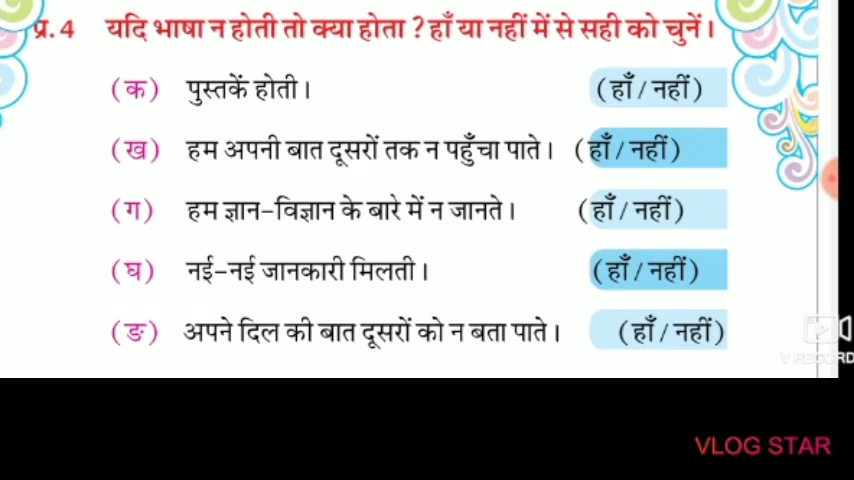 प्र. 4 यदि भाषा न होती तो क्या होता ? हाँ या नहीं में से सही को चुनें।
(क) पुस्तकें होती। (हाँ / नहीं)
(ख) हम अपनी बात दूसरों तक न पहुँचा पाते। (हाँ / नहीं)
(ग) हम ज्ञान-विज्ञान के बारे में न जानते। (हाँ / नहीं)
(घ) नई-नई जानकारी मिलती। (हाँ / नहीं)
(ङ) अपने दिल की बात दूसरों को न बता पाते। (हाँ / नहीं)
V RECORD
VLOG STAR